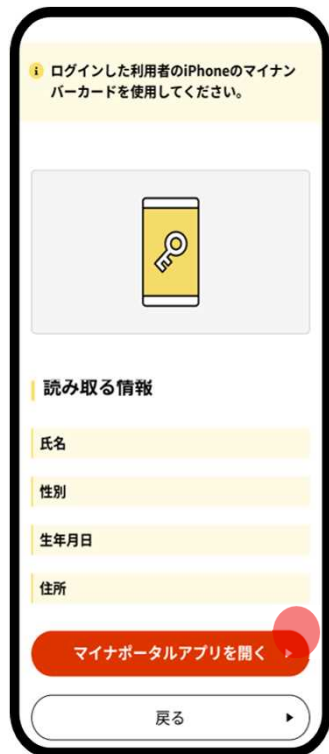 ログインした利用者のiPhoneのマイナン
バーカードを使用してください。
読み取る情報
氏名
性別
生年月日
住所
マイナポータルアプリを開く
戻る